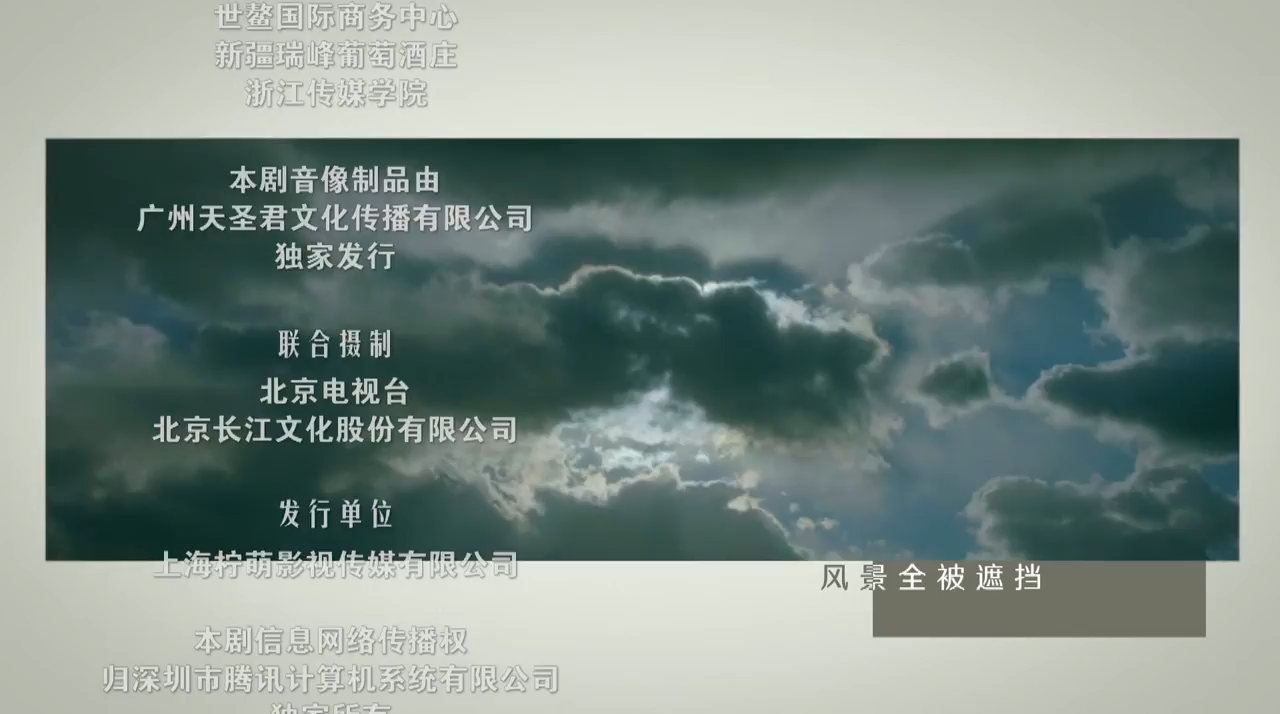 世鳌国际商务中心
新疆瑞峰葡萄酒庄
浙江传媒学院
本剧音像制品由
广州天圣君文化传播有限公司
独家发行
联合摄制
北京电视台
北京长江文化股份有限公司
发行单位
上海柠萌影视传媒有限公司
风景全被遮挡
本剧信息网络传播权
归深圳市腾讯计算机系统有限公司
独家所有